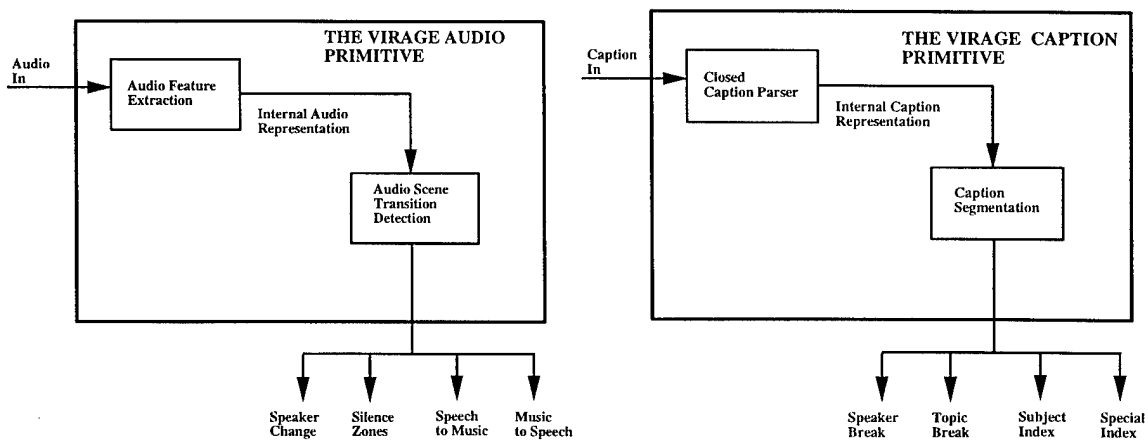 THE VIRAGE AUDIO
PRIMITIVE
Audio
In
Audio Feature
Extraction
Internal Audio
Representation
Audio Scene
Transition
Detection
Speaker
Change
Silence
Zones
Speech
to Music
Music
to Speech
THE VIRAGE CAPTION
PRIMITIVE
Caption
In
Closed
Caption Parser
Internal Caption
Representation
Caption
Segmentation
Speaker
Break
Topic
Break
Subject
Index
Special
Index